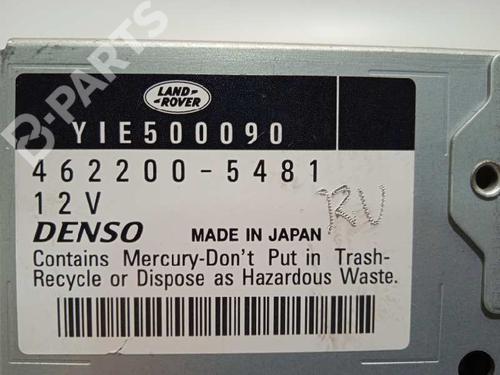 B-PARTS
LAND-
-ROVER
YIE500090
462200-5481
12V
RU
DENSO MADE IN JAPAN
Contains Mercury-Don't Put in Trash-
Recycle or Dispose as Hazardous Waste.